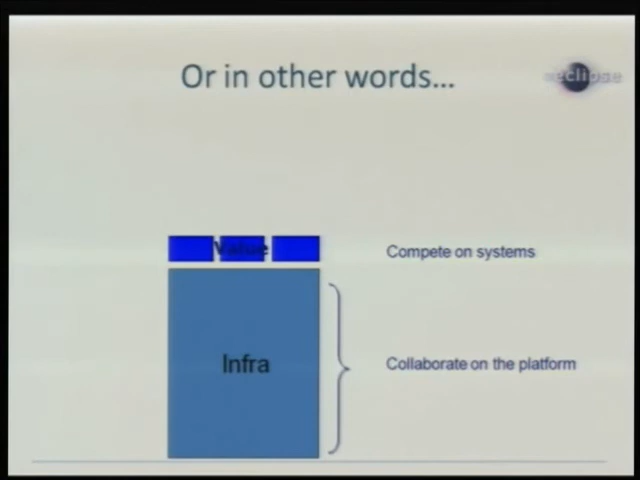 Or in other words...
eclipse
Value
Compete on systems
Infra
Collaborate on the platform